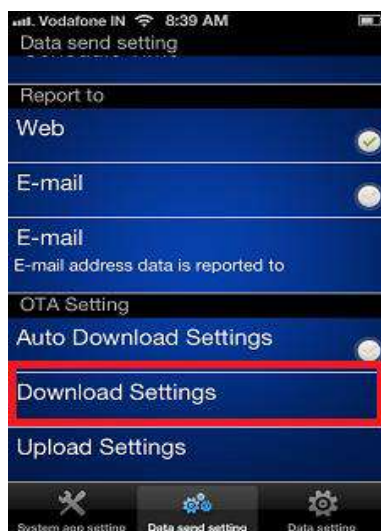 Vodafone IN 8:39 AM
Data send setting
Report to
Web
E-mail
E-mail
E-mail address data is reported to
OTA Setting
Auto Download Settings
Download Settings
Upload Settings
System app setting Data send setting Data setting